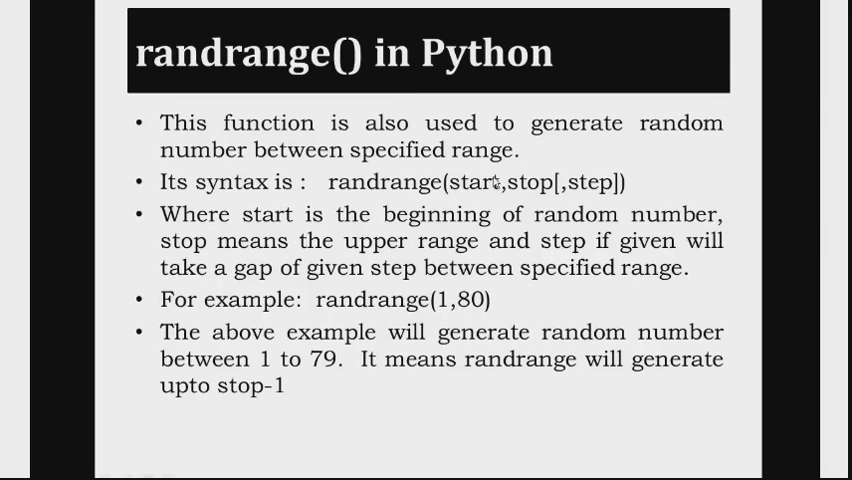 randrange() in Python
• This function is also used to generate random
number between specified range.
• Its syntax is : randrange(start,stop[,step])
• Where start is the beginning of random number,
stop means the upper range and step if given will
take a gap of given step between specified range.
• For example: randrange(1,80)
• The above example will generate random number
between 1 to 79. It means randrange will generate
upto stop-1